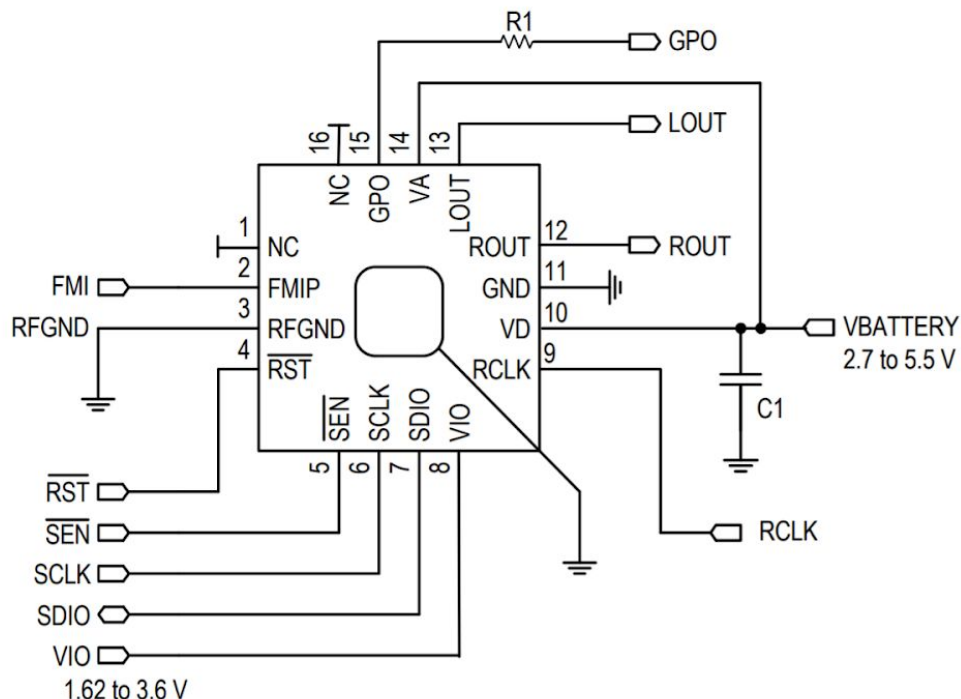 R1
GPO
LOUT
16
15
14
13
NC
GPO
VA
LOUT
1
NC
ROUT
12
ROUT
FMI
2
FMIP
GND
11
RFGND
3
RFGND
VD
10
VBATTERY
2.7 to 5.5 V
4
RST
RCLK
9
C1
SEN
SCLK
SDIO
VIO
5
6
7
8
RST
SEN
RCLK
SCLK
SDIO
VIO
1.62 to 3.6 V